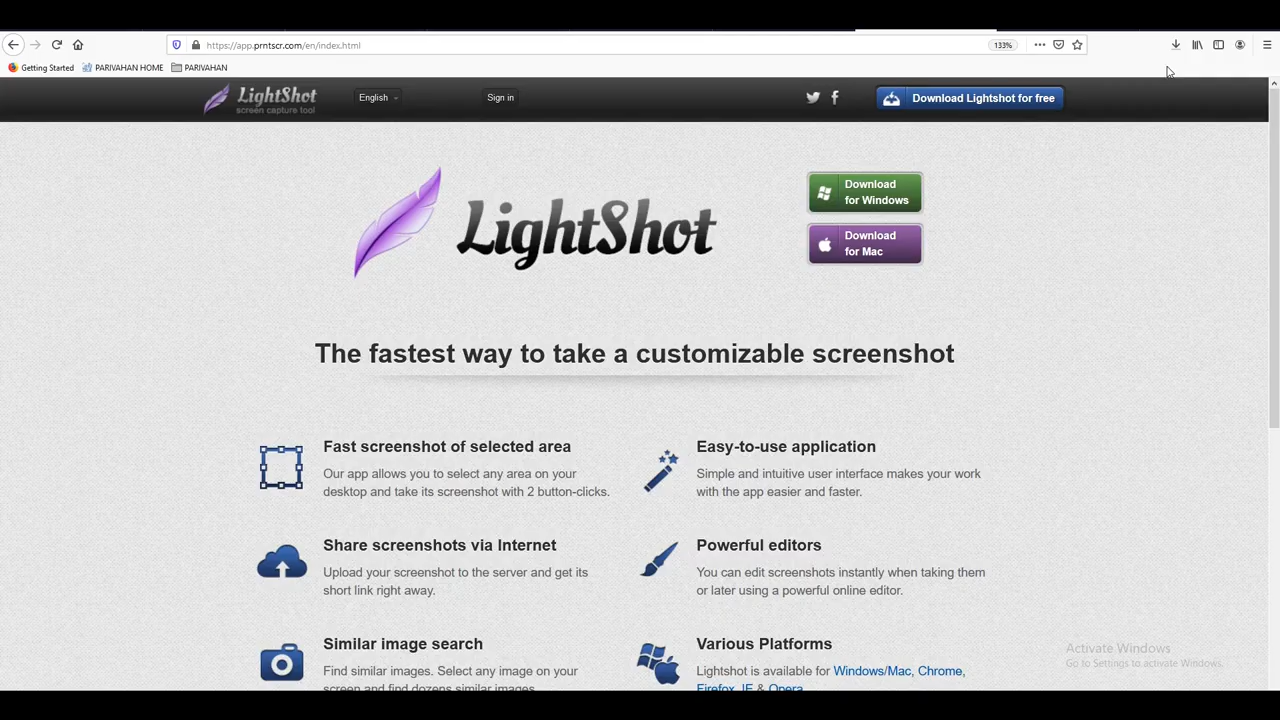 https://app.prntscr.com/en/index.html
133%
Getting Started
PARIVAHAN HOME
PARIVAHAN
LightShot
screen capture tool
English
Sign in
Download Lightshot for free
LightShot
Download
for Windows
Download
for Mac
The fastest way to take a customizable screenshot
Fast screenshot of selected area
Our app allows you to select any area on your
desktop and take its screenshot with 2 button-clicks.
Easy-to-use application
Simple and intuitive user interface makes your work
with the app easier and faster.
Share screenshots via Internet
Upload your screenshot to the server and get its
short link right away.
Powerful editors
You can edit screenshots instantly when taking them
or later using a powerful online editor.
Similar image search
Find similar images. Select any image on your
screen and find dozens similar images.
Various Platforms
Lightshot is available for Windows/Mac, Chrome,
Firefox, IE & Opera.
Activate Windows
Go to Settings to activate Windows.